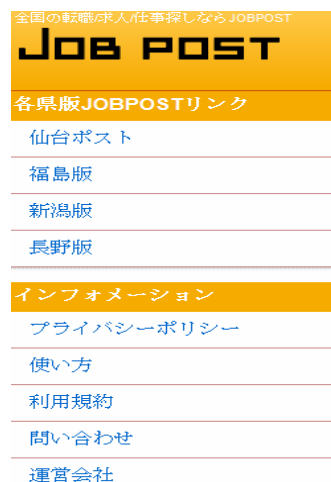 全国の転職/求人/仕事探しならJOBPOST
JOB POST
各県版JOBPOSTリンク
仙台ポスト
福島版
新潟版
長野版
インフォメーション
プライバシーポリシー
使い方
利用規約
問い合わせ
運営会社